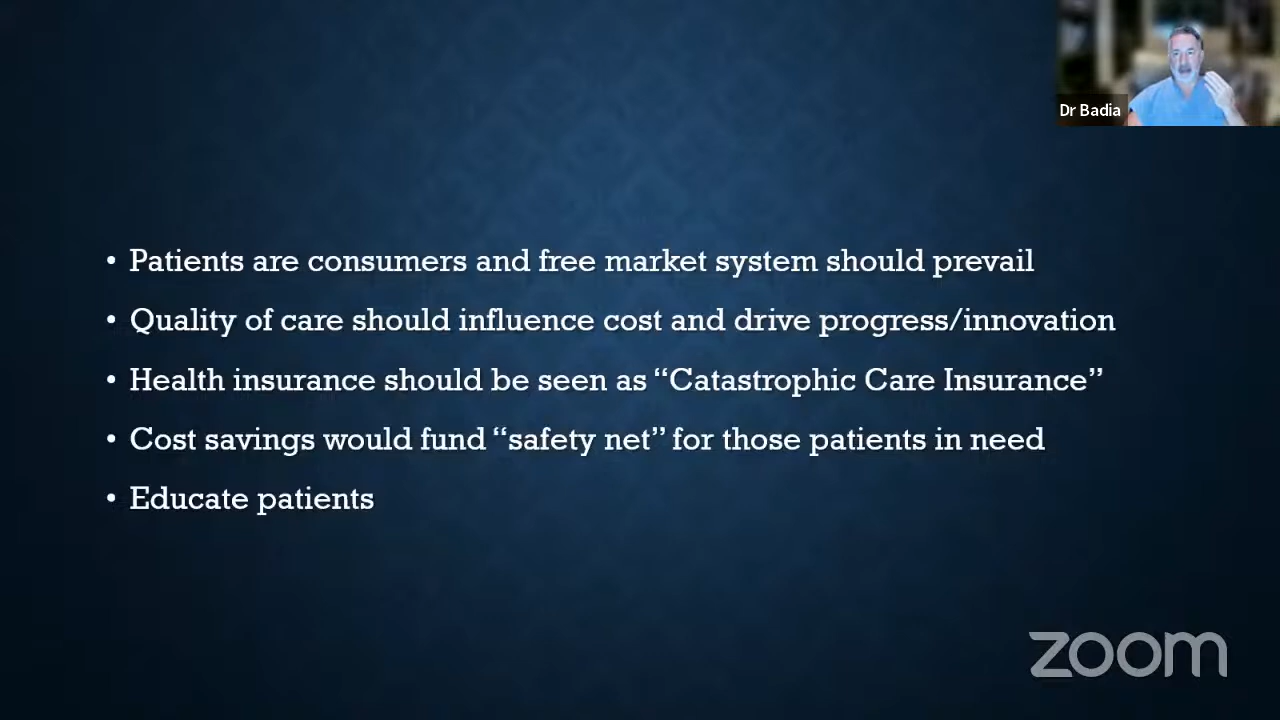 Dr Badia
• Patients are consumers and free market system should prevail
• Quality of care should influence cost and drive progress/innovation
• Health insurance should be seen as “Catastrophic Care Insurance”
• Cost savings would fund “safety net” for those patients in need
• Educate patients
zoom